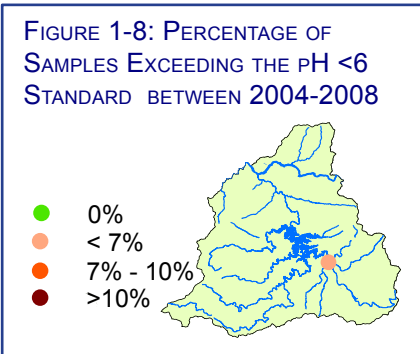 FIGURE 1-8: PERCENTAGE OF
SAMPLES EXCEEDING THE PH <6
STANDARD BETWEEN 2004-2008
0%
< 7%
7% - 10%
>10%